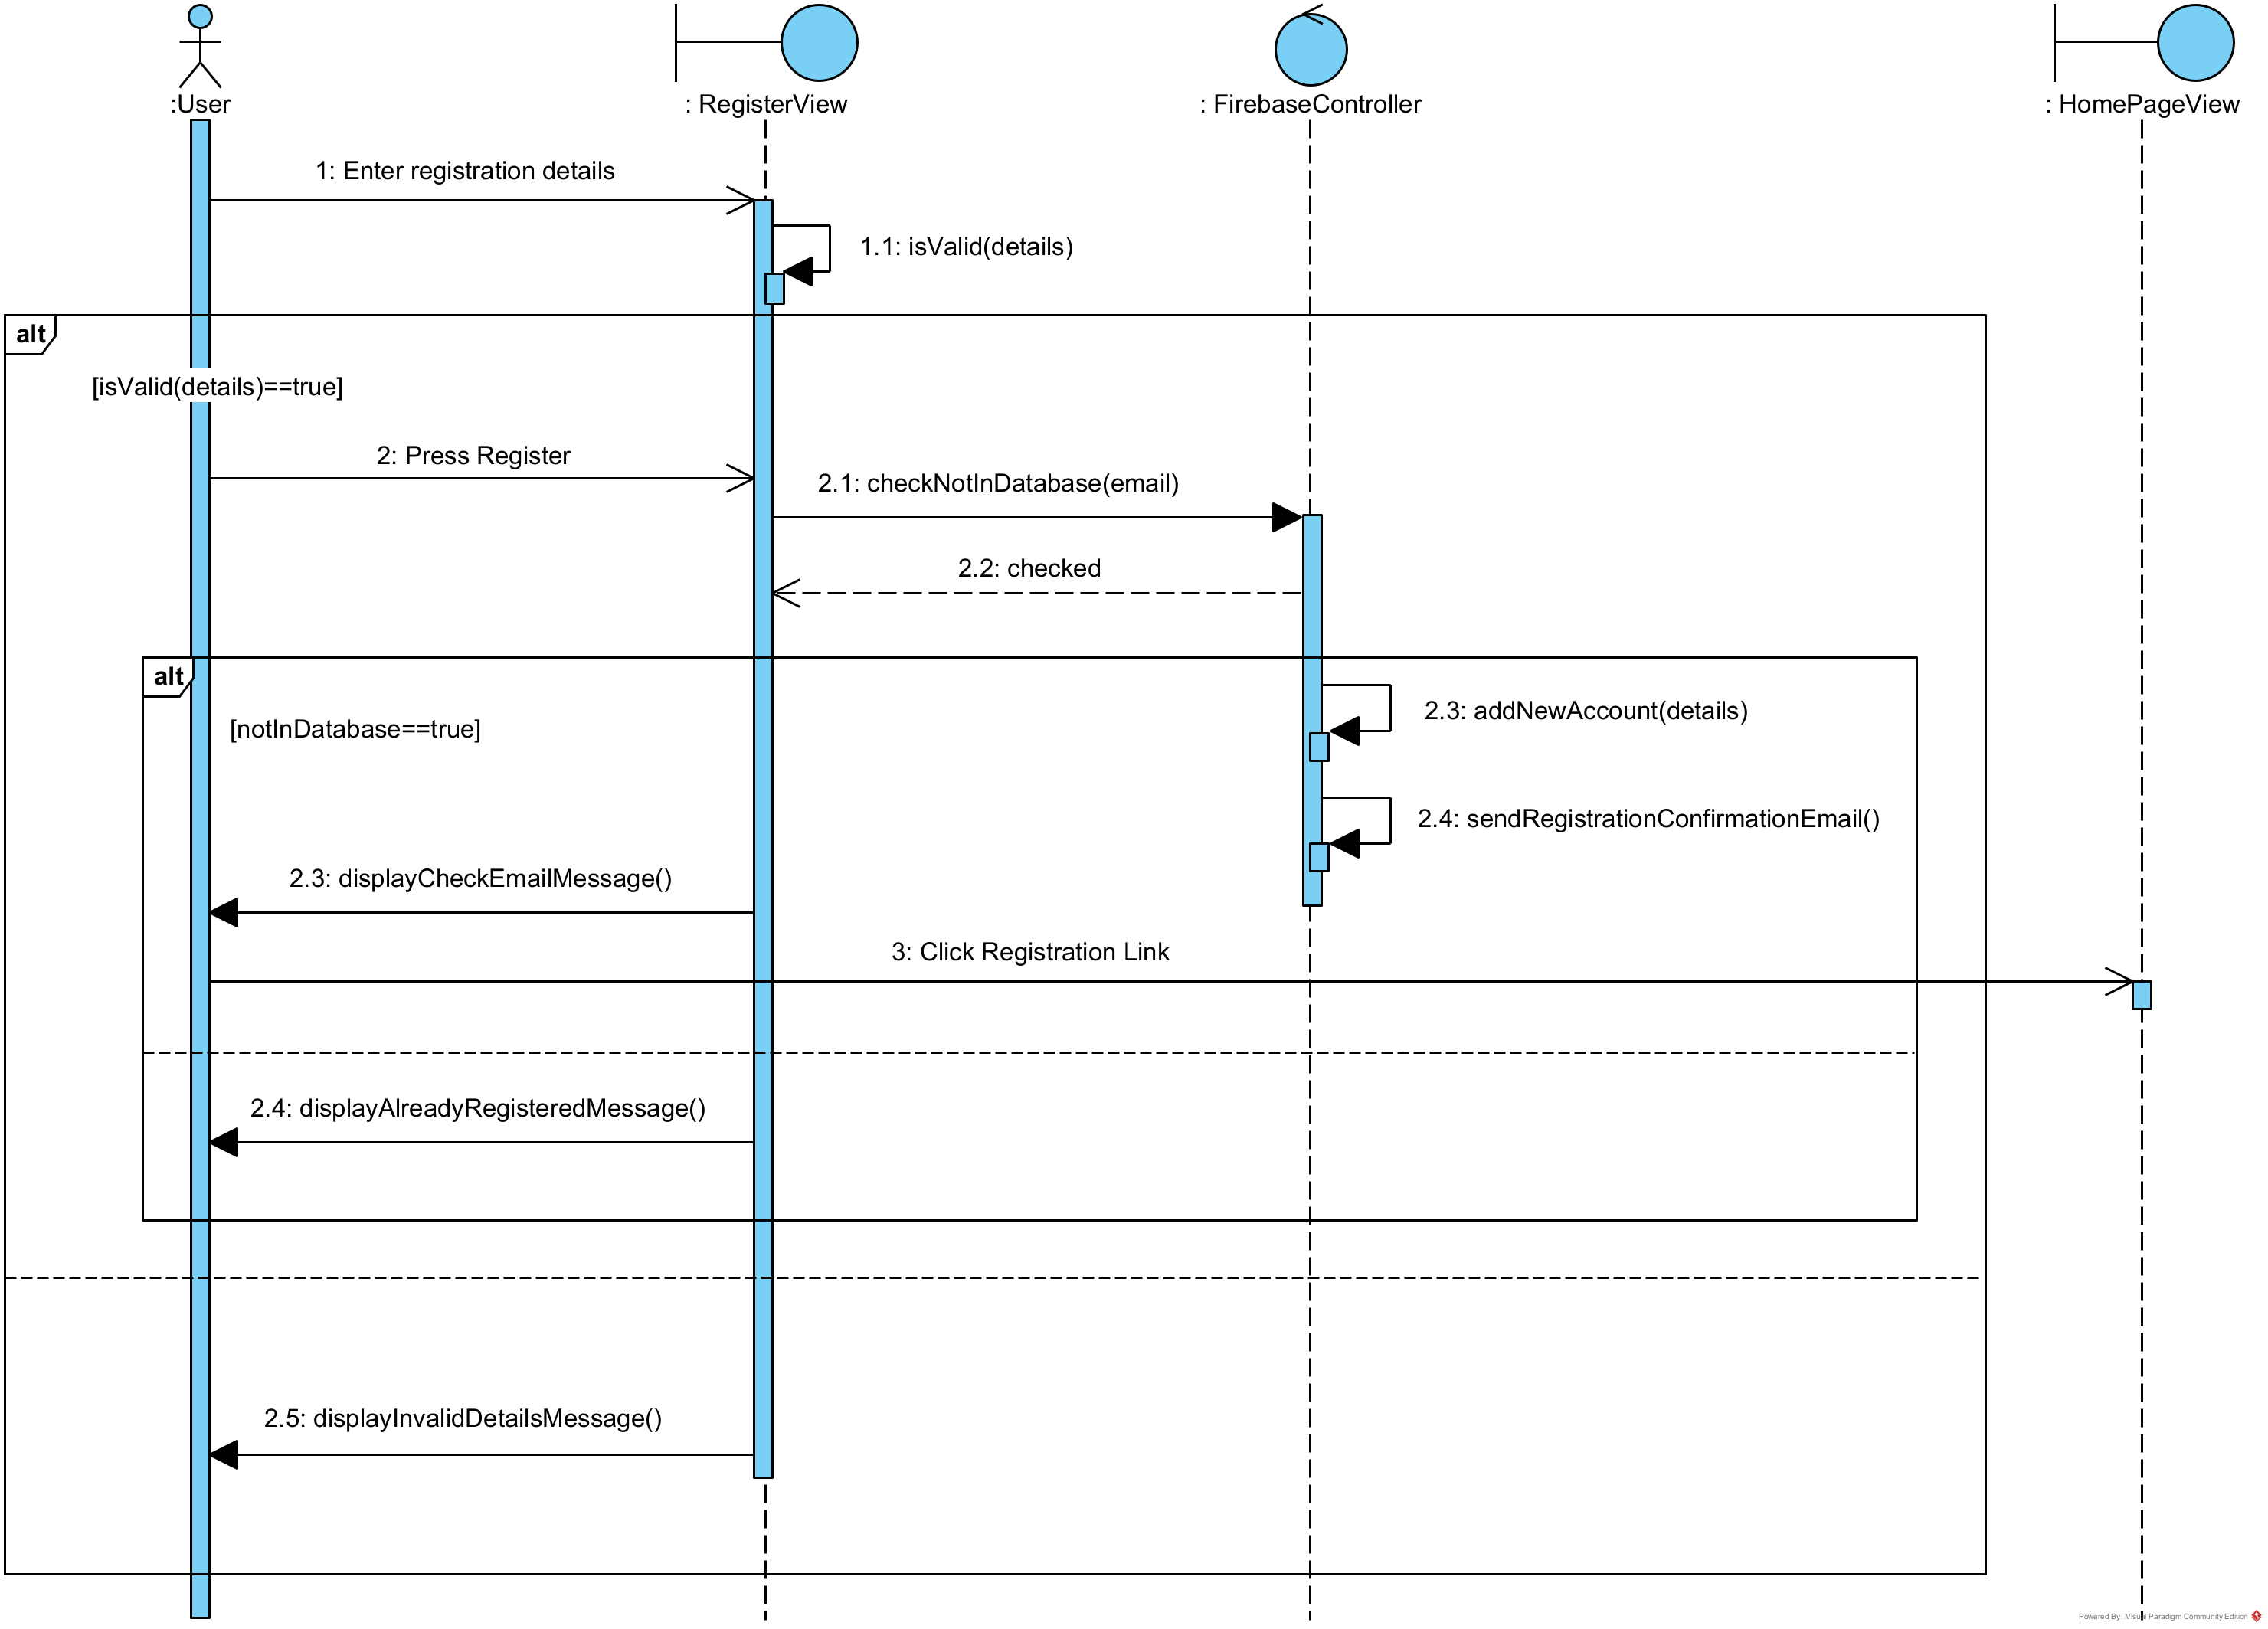 :User
: RegisterView
: FirebaseController
: HomePageView
1: Enter registration details
1.1: isValid(details)
alt
[isValid(details)==true]
2: Press Register
2.1: checkNotInDatabase(email)
2.2: checked
alt
[notInDatabase==true]
2.3: addNewAccount(details)
2.4: sendRegistrationConfirmationEmail()
2.3: displayCheckEmailMessage()
3: Click Registration Link
2.4: displayAlreadyRegisteredMessage()
2.5: displayInvalidDetailsMessage()
Powered By Visual Paradigm Community Edition